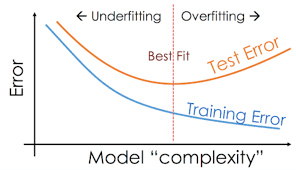 ← Underfitting Overfitting →
Best Fit
Test Error
Training Error
Error
Model “complexity”